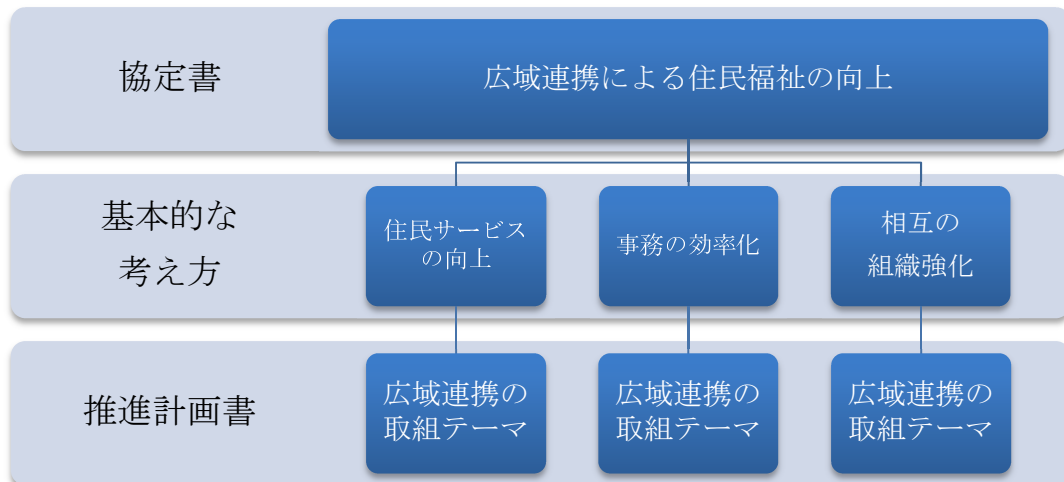 協定書
広域連携による住民福祉の向上
基本的な
考え方
住民サービス
の向上
事務の効率化
相互の
組織強化
推進計画書
広域連携の
取組テーマ
広域連携の
取組テーマ
広域連携の
取組テーマ